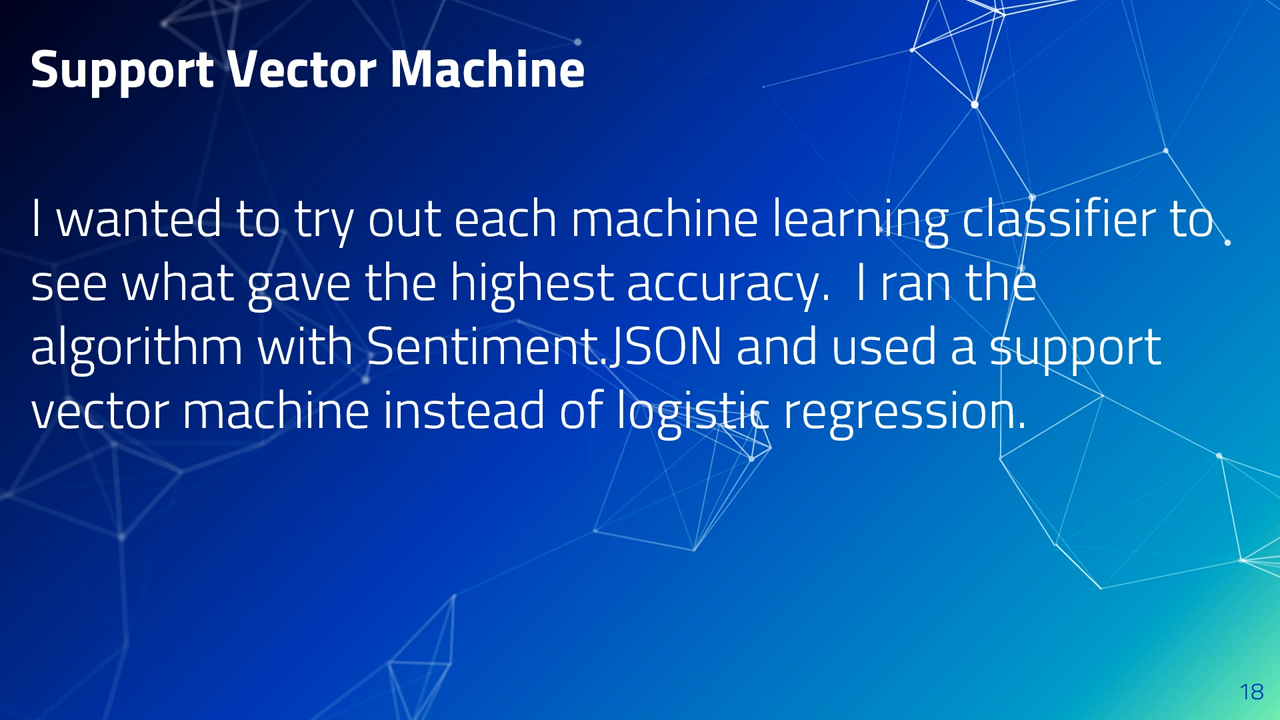 Support Vector Machine
I wanted to try out each machine learning classifier to
see what gave the highest accuracy.  I ran the
algorithm with Sentiment.JSON and used a support
vector machine instead of logistic regression.
18